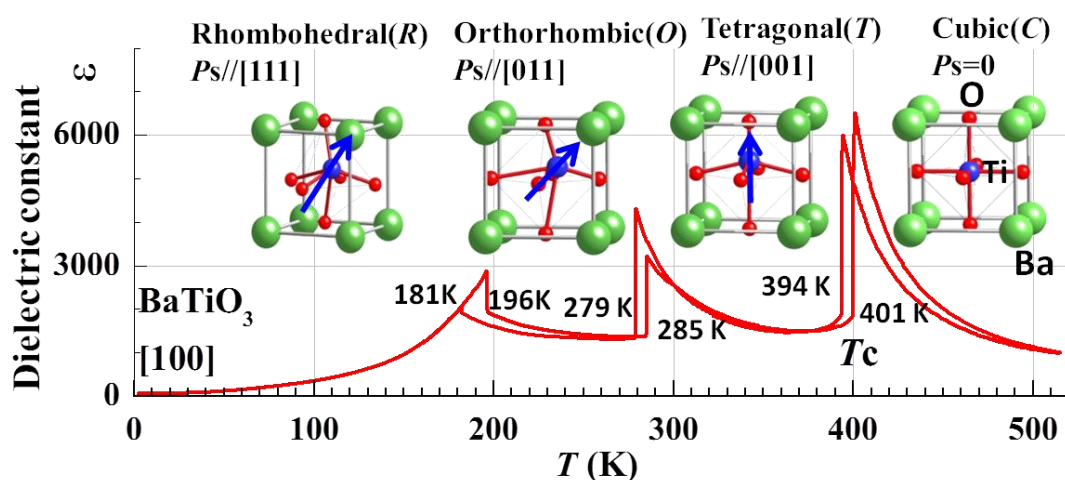 Rhombohedral(R)
Ps//[111]
Orthorhombic(O)
Ps//[011]
Tetragonal(T)
Ps//[001]
Cubic(C)
Ps=0
O
Ti
Ba
Dielectric constant ε
6000
3000
0
BaTiO₃
[100]
181K
196K
279 K
285 K
394 K
401 K
Tc
0
100
200
300
400
500
T (K)